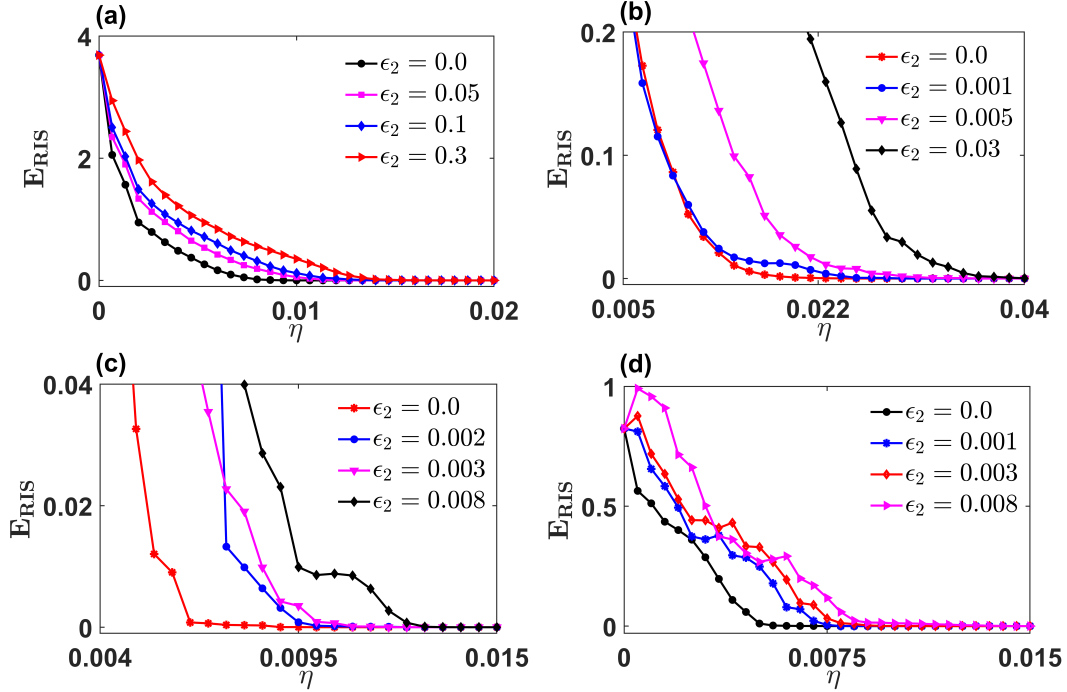 (a)
4
2
0
E_RIS
0
0.01
0.02
η
ϵ₂ = 0.0
ϵ₂ = 0.05
ϵ₂ = 0.1
ϵ₂ = 0.3
(b)
0.2
0.1
0
E_RIS
0.005
0.022
0.04
η
ϵ₂ = 0.0
ϵ₂ = 0.001
ϵ₂ = 0.005
ϵ₂ = 0.03
(c)
0.04
0.02
0
E_RIS
0.004
0.0095
0.015
η
ϵ₂ = 0.0
ϵ₂ = 0.002
ϵ₂ = 0.003
ϵ₂ = 0.008
(d)
1
0.5
0
E_RIS
0
0.0075
0.015
η
ϵ₂ = 0.0
ϵ₂ = 0.001
ϵ₂ = 0.003
ϵ₂ = 0.008